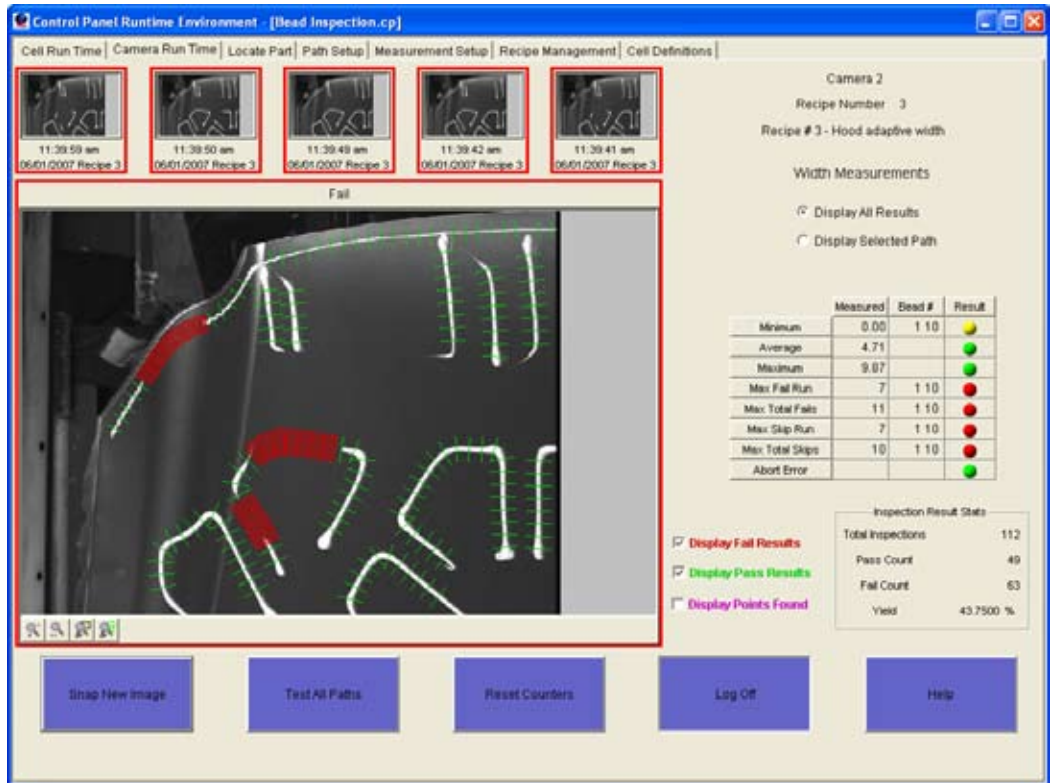 Control Panel Runtime Environment - [Bead Inspection.cp]
Cell Run Time Camera Run Time Locate Part Path Setup Measurement Setup Recipe Management Cell Definitions
11:39:59 am
06/01/2007 Recipe 3
11:39:50 am
06/01/2007 Recipe 3
11:39:49 am
06/01/2007 Recipe 3
11:39:42 am
06/01/2007 Recipe 3
11:39:41 am
06/01/2007 Recipe 3
Fail
Camera 2
Recipe Number 3
Recipe # 3 - Hood adaptive width
Width Measurements
Display All Results
Display Selected Path
Measured Bead # Result
Minimum 0.00 1 10
Average 4.71
Maximum 9.87
Max Fail Run 7 1 10
Max Total Fails 11 1 10
Max Skip Run 7 1 10
Max Total Skips 10 1 10
Abort Error
Display Fail Results
Display Pass Results
Display Points Found
Inspection Result Stats
Total Inspections 112
Pass Count 49
Fail Count 63
Yield 43.7500 %
Snap New Image
Test All Paths
Reset Counters
Log Off
Help